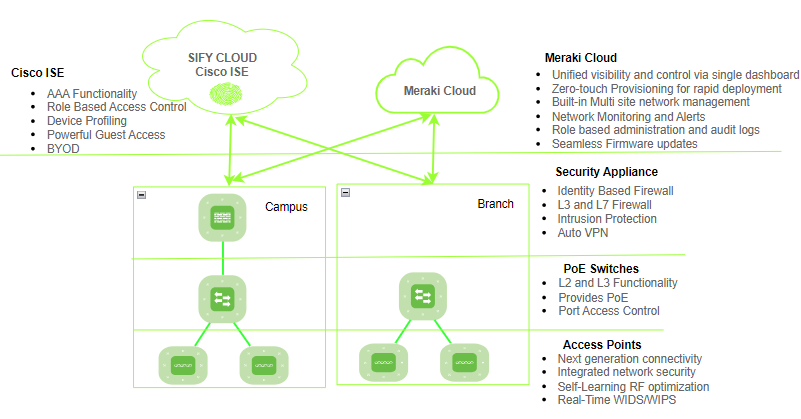 SIFY CLOUD
Cisco ISE
Meraki Cloud
Cisco ISE
AAA Functionality
Role Based Access Control
Device Profiling
Powerful Guest Access
BYOD
Meraki Cloud
Unified visibility and control via single dashboard
Zero-touch Provisioning for rapid deployment
Built-in Multi site network management
Network Monitoring and Alerts
Role based administration and audit logs
Seamless Firmware updates
Campus
Branch
Security Appliance
Identity Based Firewall
L3 and L7 Firewall
Intrusion Protection
Auto VPN
PoE Switches
L2 and L3 Functionality
Provides PoE
Port Access Control
Access Points
Next generation connectivity
Integrated network security
Self-Learning RF optimization
Real-Time WIDS/WIPS